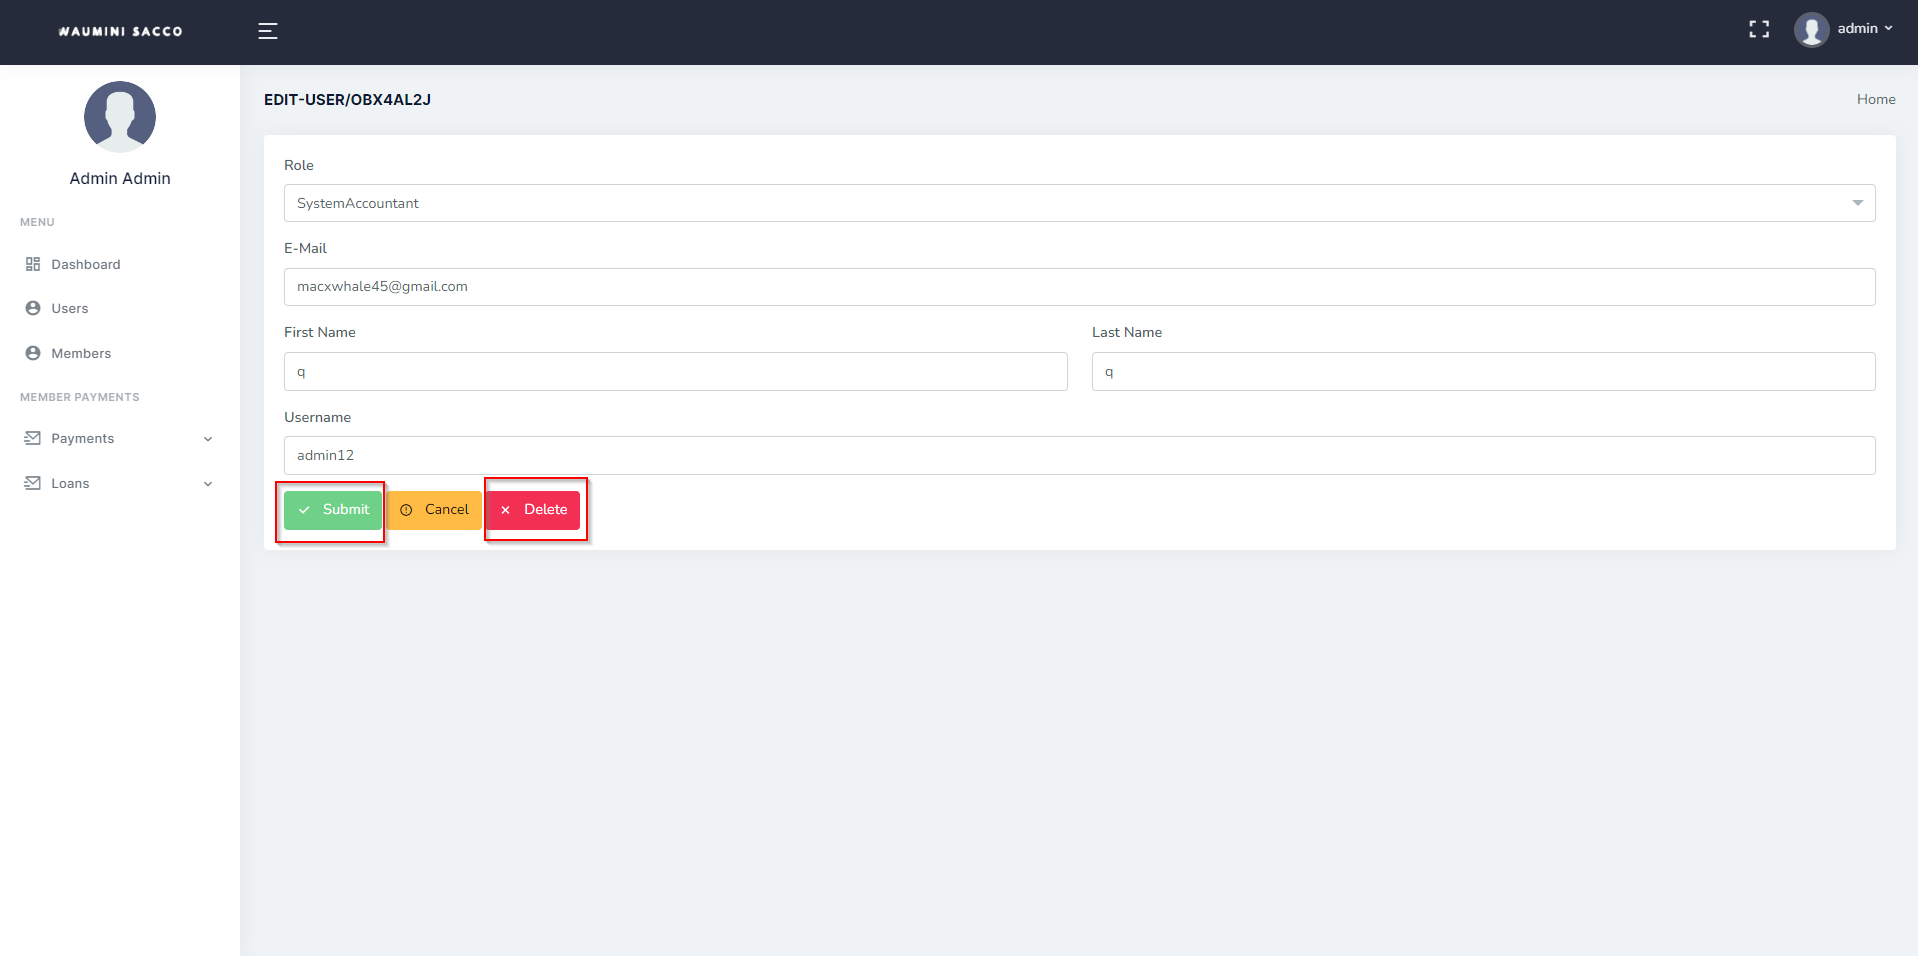 WAUMINI SACCO
admin
Admin Admin
MENU
Dashboard
Users
Members
MEMBER PAYMENTS
Payments
Loans
EDIT-USER/OBX4AL2J
Home
Role
SystemAccountant
E-Mail
macxwhale45@gmail.com
First Name
Last Name
q
q
Username
admin12
Submit
Cancel
Delete